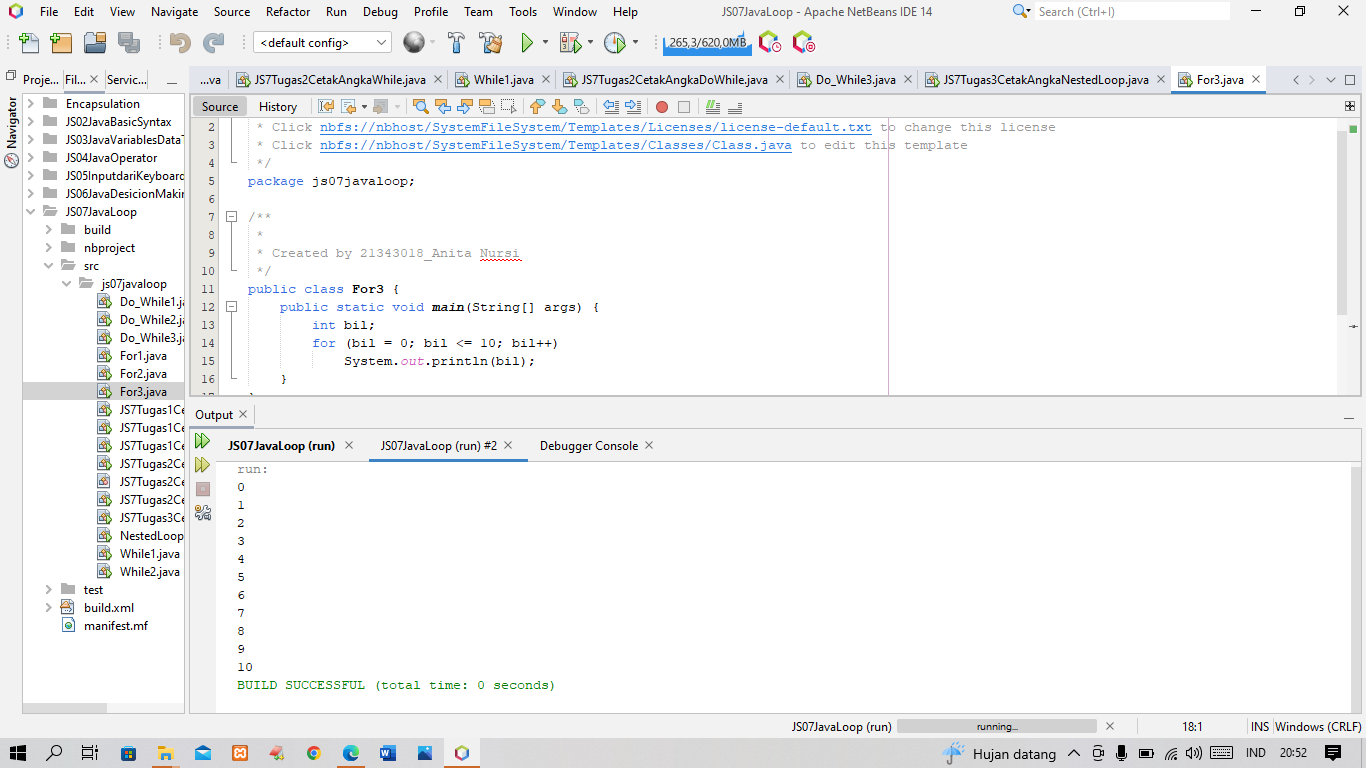 File Edit View Navigate Source Refactor Run Debug Profile Team Tools Window Help JS07JavaLoop - Apache NetBeans IDE 14 Search (Ctrl+I)
<default config> 265,3/620,0MB
Proje... Fil... Servic... ...va JS7Tugas2CetakAngkaWhile.java While1.java JS7Tugas2CetakAngkaDoWhile.java Do_While3.java JS7Tugas3CetakAngkaNestedLoop.java For3.java
Navigator
Encapsulation
JS02JavaBasicSyntax
JS03JavaVariablesDataT
JS04JavaOperator
JS05InputdariKeyboard
JS06JavaDesicionMakin
JS07JavaLoop
build
nbproject
src
js07javaloop
Do_While1.ja
Do_While2.ja
Do_While3.ja
For1.java
For2.java
For3.java
JS7Tugas1Ce
JS7Tugas1Ce
JS7Tugas1Ce
JS7Tugas2Ce
JS7Tugas2Ce
JS7Tugas2Ce
JS7Tugas3Ce
NestedLoop
While1.java
While2.java
test
build.xml
manifest.mf
Source History
2 * Click nbfs://nbhost/SystemFileSystem/Templates/Licenses/license-default.txt to change this license
3 * Click nbfs://nbhost/SystemFileSystem/Templates/Classes/Class.java to edit this template
4 */
5 package js07javaloop;
6
7 /**
8 *
9 * Created by 21343018_Anita Nursi
10 */
11 public class For3 {
12 public static void main(String[] args) {
13 int bil;
14 for (bil = 0; bil <= 10; bil++)
15 System.out.println(bil);
16 }
Output
JS07JavaLoop (run) JS07JavaLoop (run) #2 Debugger Console
run:
0
1
2
3
4
5
6
7
8
9
10
BUILD SUCCESSFUL (total time: 0 seconds)
JS07JavaLoop (run) running... 18:1 INS Windows (CRLF)
Hujan datang IND 20:52